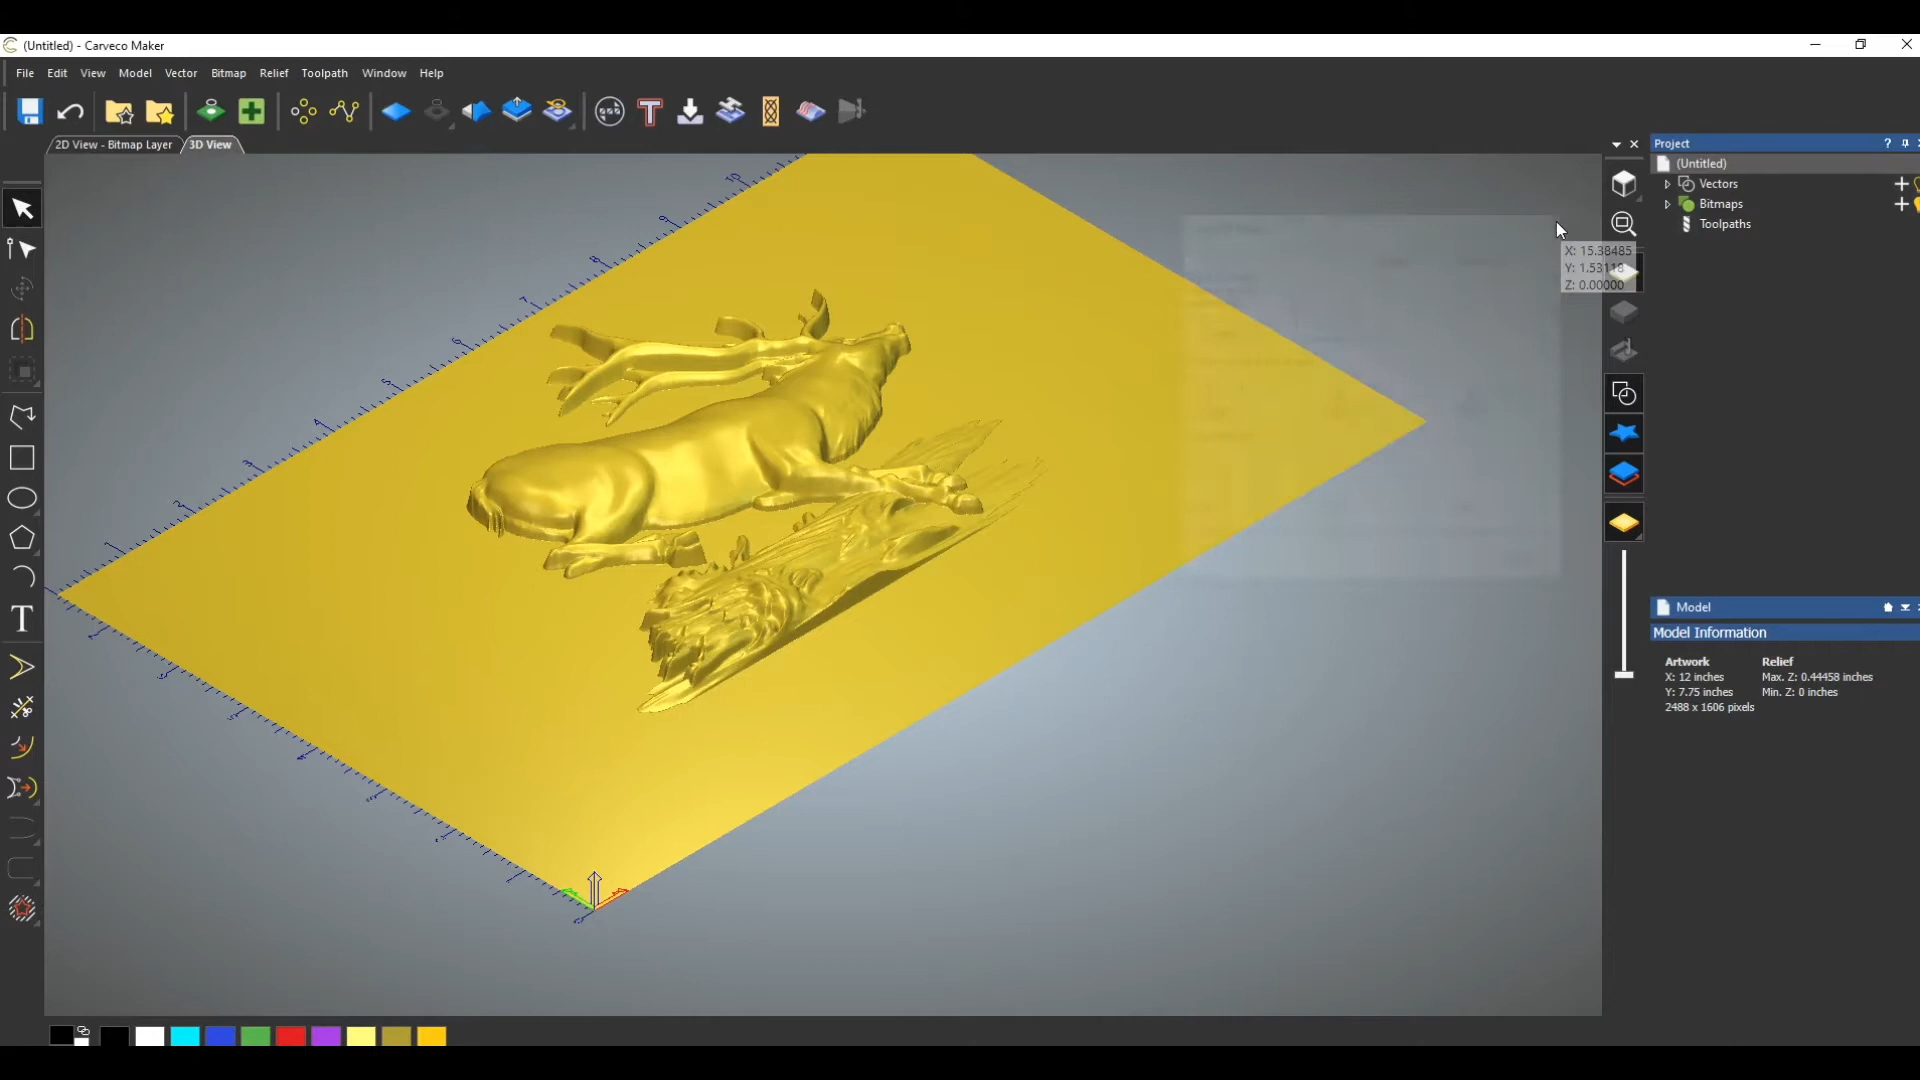 (Untitled) - Carveco Maker
File Edit View Model Vector Bitmap Relief Toolpath Window Help
2D View - Bitmap Layer 3D View
Project
(Untitled)
Vectors
Bitmaps
Toolpaths
X: 15.38485
Y: 1.53118
Z: 0.00000
Model
Model Information
Artwork Relief
X: 12 inches Max. Z: 0.44458 inches
Y: 7.75 inches Min. Z: 0 inches
2488 x 1606 pixels